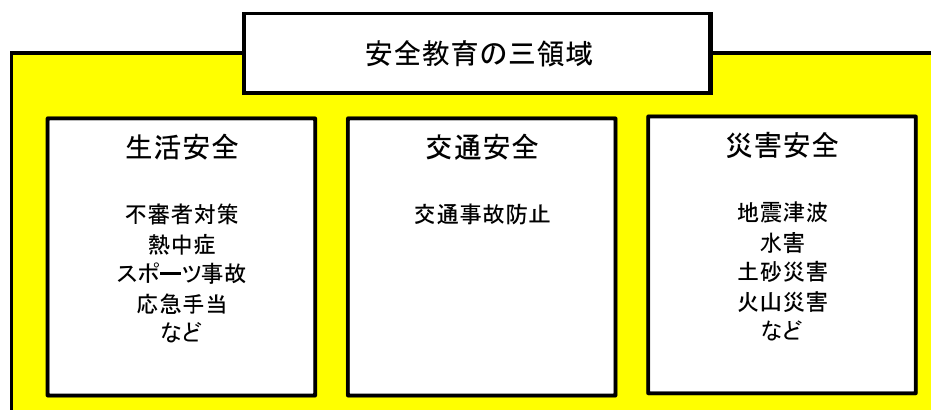 安全教育の三領域
生活安全
不審者対策
熱中症
スポーツ事故
応急手当
など
交通安全
交通事故防止
災害安全
地震津波
水害
土砂災害
火山災害
など